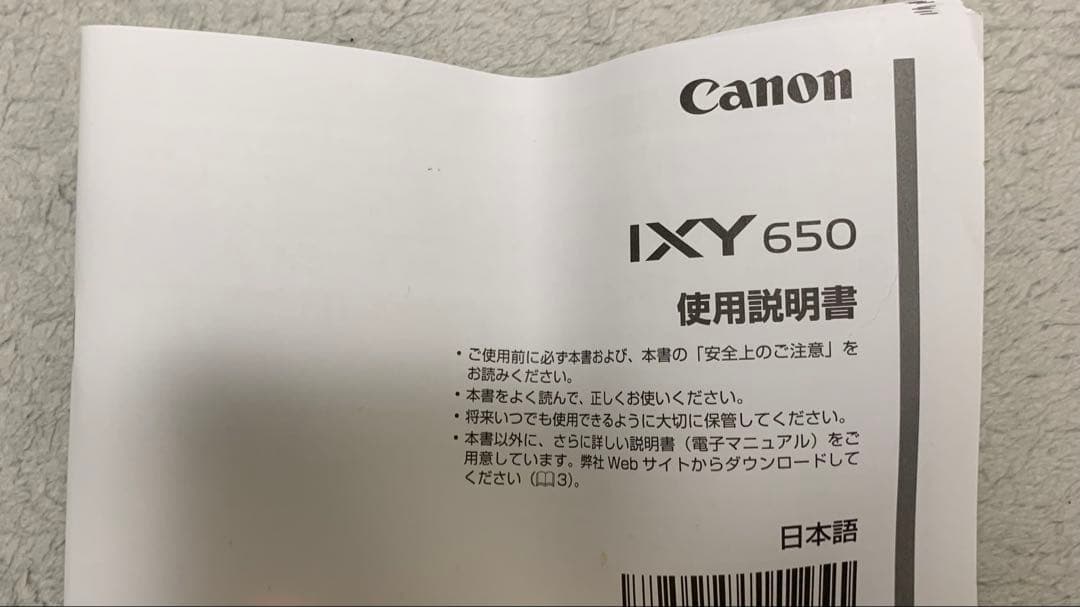 Canon
IXY 650
使用説明書
・ご使用前に必ず本書および、本書の「安全上のご注意」を
お読みください。
・本書をよく読んで、正しくお使いください。
・将来いつでも使用できるように大切に保管してください。
・本書以外に、さらに詳しい説明書（電子マニュアル）をご
用意しています。弊社Webサイトからダウンロードして
ください（📖3）。
日本語